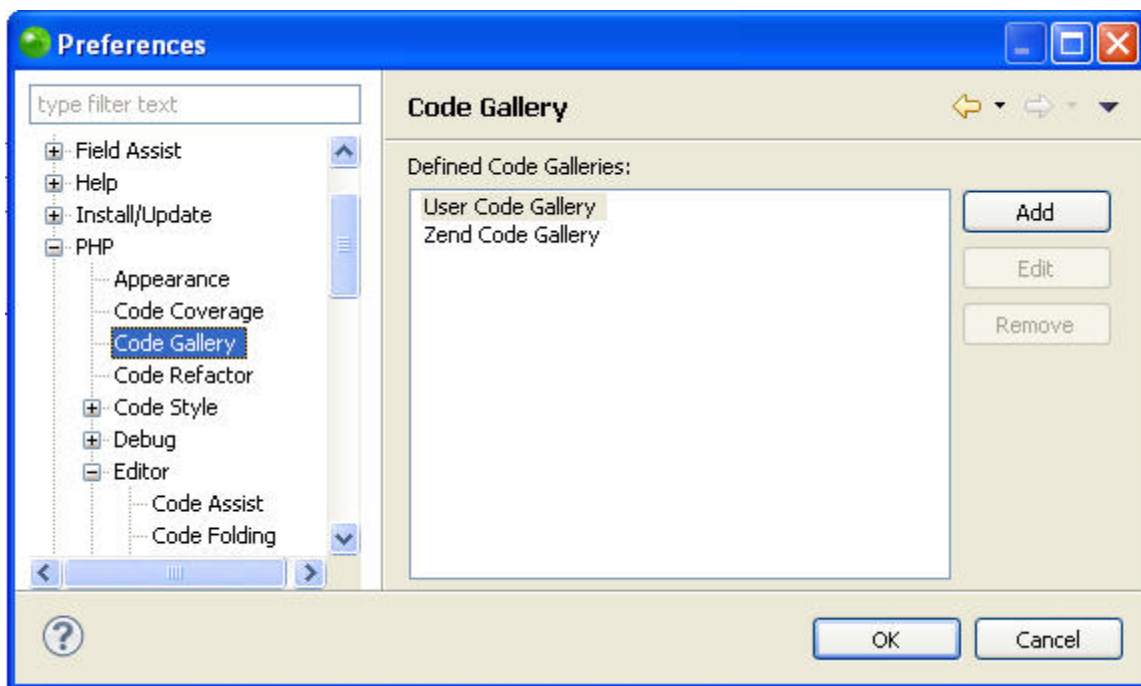 Preferences
type filter text
Field Assist
Help
Install/Update
PHP
Appearance
Code Coverage
Code Gallery
Code Refactor
Code Style
Debug
Editor
Code Assist
Code Folding
Code Gallery
Defined Code Galleries:
User Code Gallery
Zend Code Gallery
Add
Edit
Remove
?
OK
Cancel